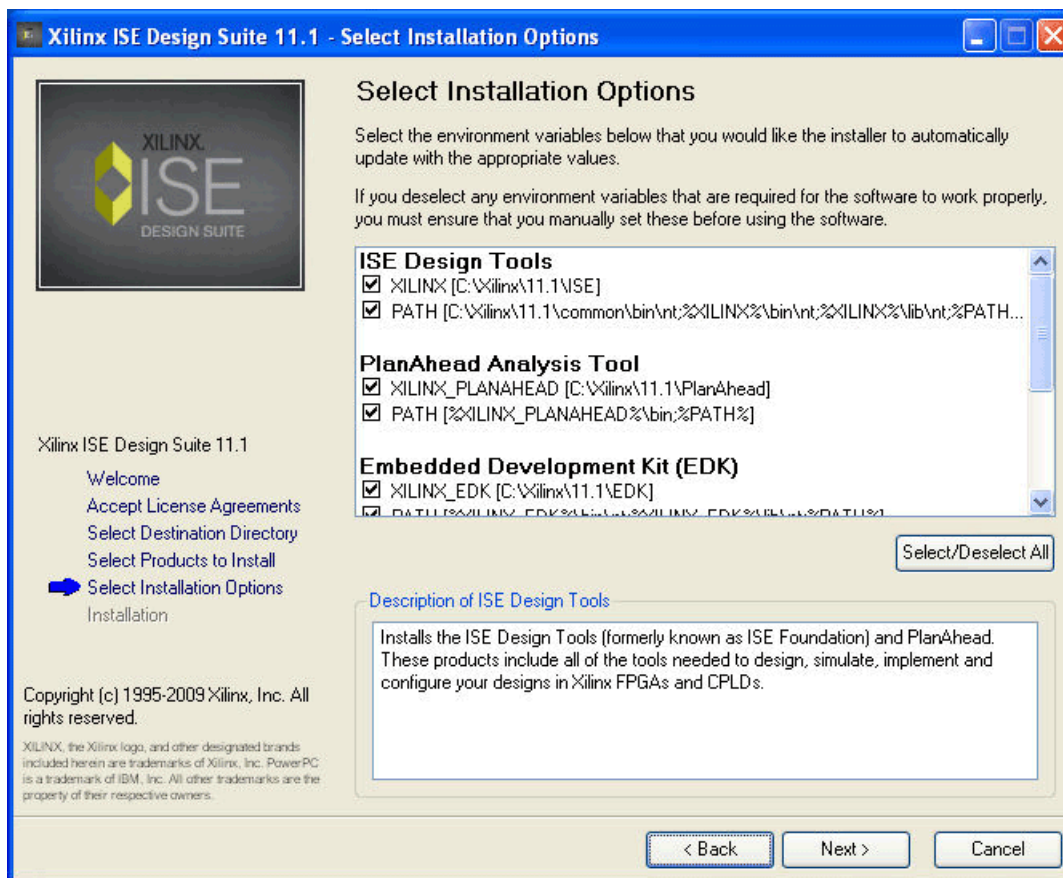 Xilinx ISE Design Suite 11.1 - Select Installation Options
XILINX
ISE
DESIGN SUITE
Select Installation Options
Select the environment variables below that you would like the installer to automatically
update with the appropriate values.
If you deselect any environment variables that are required for the software to work properly,
you must ensure that you manually set these before using the software.
ISE Design Tools
XILINX [C:\Xilinx\11.1\ISE]
PATH [C:\Xilinx\11.1\common\bin\nt;%XILINX%\bin\nt;%XILINX%\lib\nt;%PATH...
PlanAhead Analysis Tool
XILINX_PLANAHEAD [C:\Xilinx\11.1\PlanAhead]
PATH [%XILINX_PLANAHEAD%\bin;%PATH%]
Embedded Development Kit (EDK)
XILINX_EDK [C:\Xilinx\11.1\EDK]
PATH [%XILINX_EDK%\bin\nt;%XILINX_EDK%\lib\nt;%PATH%]
Select/Deselect All
Xilinx ISE Design Suite 11.1
Welcome
Accept License Agreements
Select Destination Directory
Select Products to Install
Select Installation Options
Installation
Description of ISE Design Tools
Installs the ISE Design Tools (formerly known as ISE Foundation) and PlanAhead.
These products include all of the tools needed to design, simulate, implement and
configure your designs in Xilinx FPGAs and CPLDs.
Copyright (c) 1995-2009 Xilinx, Inc. All
rights reserved.
XILINX, the Xilinx logo, and other designated brands
included herein are trademarks of Xilinx, Inc. PowerPC
is a trademark of IBM, Inc. All other trademarks are the
property of their respective owners.
< Back
Next >
Cancel